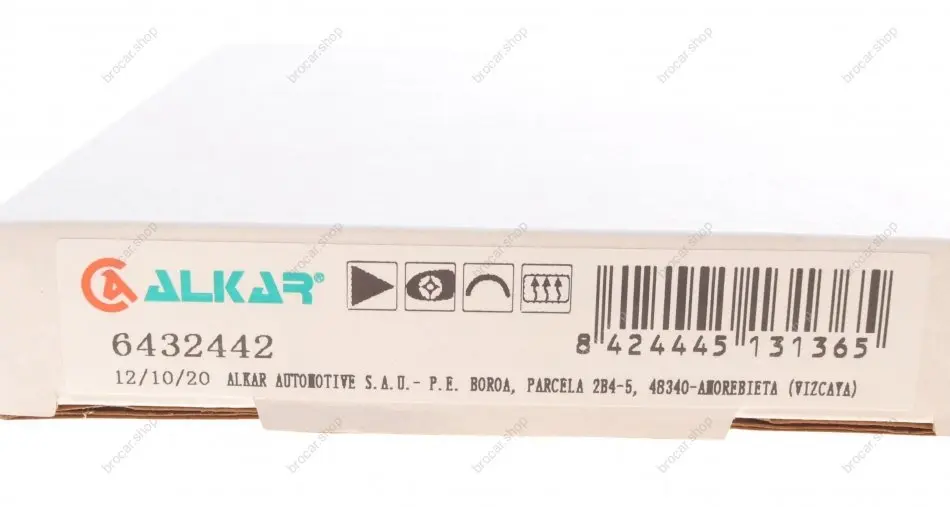 ALKAR®
6432442
8 424445 131365
12/10/20 ALKAR AUTOMOTIVE S.A.U.- P.E. BOROA, PARCELA 2B4-5, 48340-AMOREBIETA (VIZCAYA)
brocar.shop